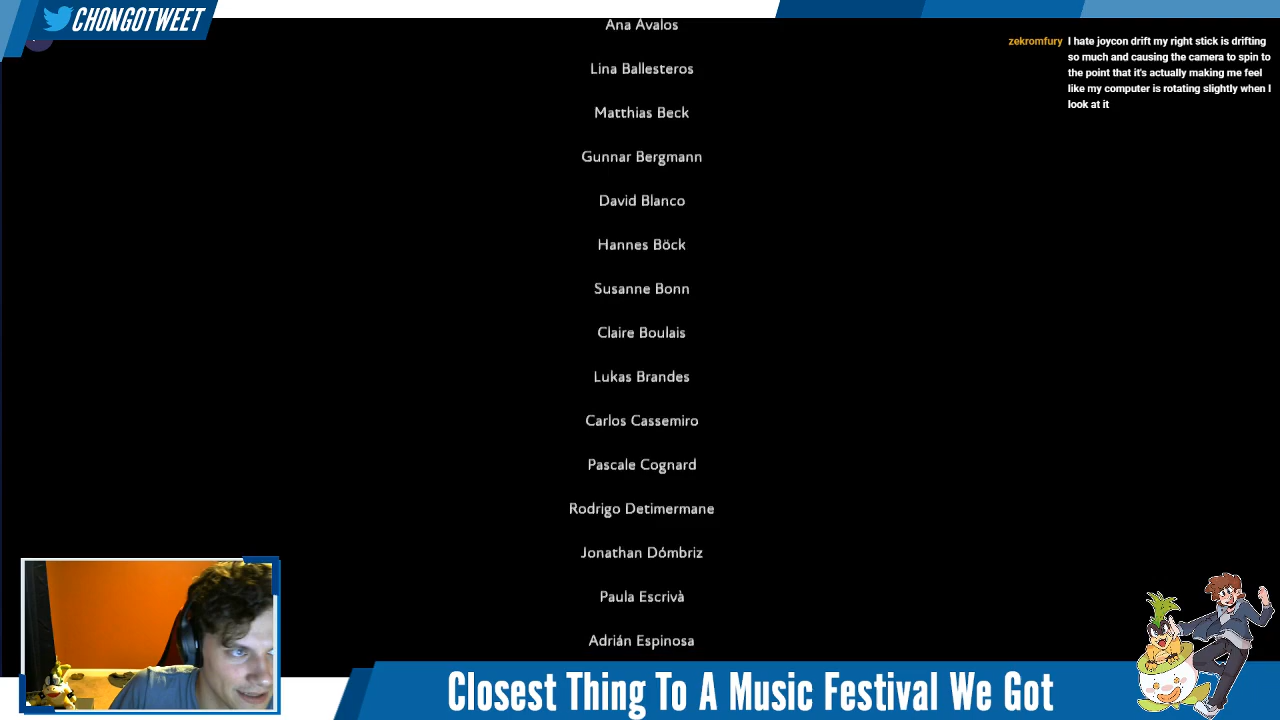 CHONGOTWEET
Ana Ávalos
Lina Ballesteros
Matthias Beck
Gunnar Bergmann
David Blanco
Hannes Böck
Susanne Bonn
Claire Boulais
Lukas Brandes
Carlos Cassemiro
Pascale Cognard
Rodrigo Detimermane
Jonathan Dómbriz
Paula Escrivà
Adrián Espinosa
zekromfury I hate joycon drift my right stick is drifting
so much and causing the camera to spin to
the point that it's actually making me feel
like my computer is rotating slightly when I
look at it
Closest Thing To A Music Festival We Got